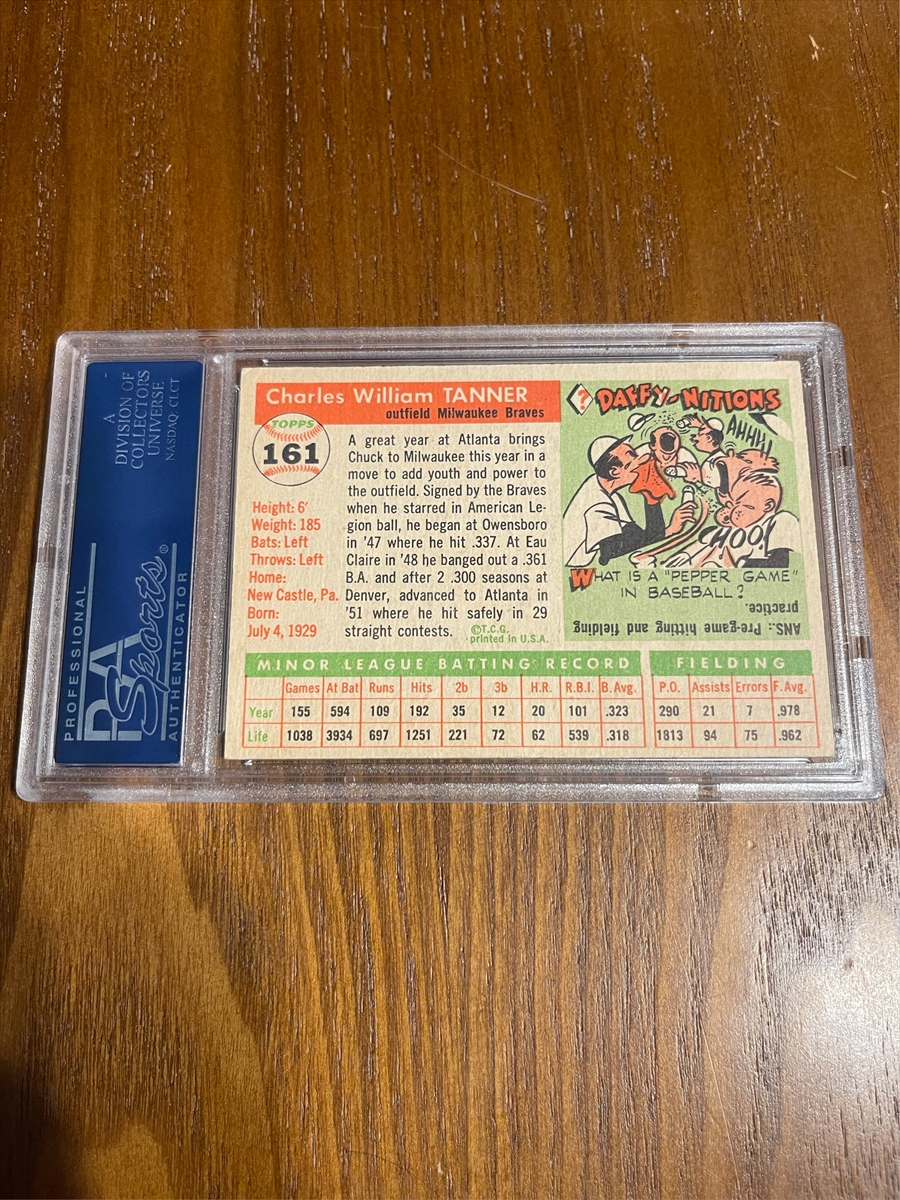 A
DIVISION OF
COLLECTORS
UNIVERSE
NASDAQ: CLCT
PROFESSIONAL
PSA
Sports®
AUTHENTICATOR
Charles William TANNER
outfield Milwaukee Braves
TOPPS
161
Height: 6'
Weight: 185
Bats: Left
Throws: Left
Home:
New Castle, Pa.
Born:
July 4, 1929
A great year at Atlanta brings
Chuck to Milwaukee this year in a
move to add youth and power to
the outfield. Signed by the Braves
when he starred in American Le-
gion ball, he began at Owensboro
in '47 where he hit .337. At Eau
Claire in '48 he banged out a .361
B.A. and after 2 .300 seasons at
Denver, advanced to Atlanta in
'51 where he hit safely in 29
straight contests.
©T.C.G.
printed in U.S.A.
? DAFFY-NITIONS
AHHH!
CHOO!
WHAT IS A "PEPPER GAME"
IN BASEBALL?
ANS.: Pre-game hitting and fielding
practice.
MINOR LEAGUE BATTING RECORD FIELDING
Games At Bat Runs Hits 2b 3b H.R. R.B.I. B. Avg. P.O. Assists Errors F. Avg.
Year 155 594 109 192 35 12 20 101 .323 290 21 7 .978
Life 1038 3934 697 1251 221 72 62 539 .318 1813 94 75 .962